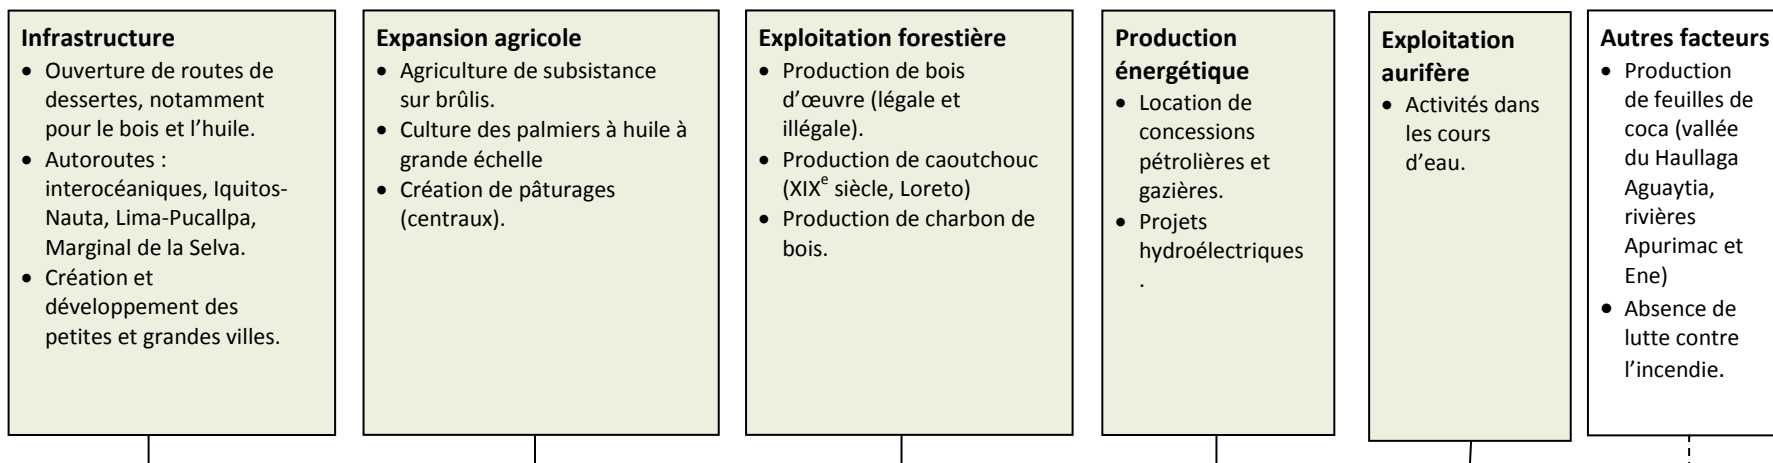 Infrastructure
• Ouverture de routes de
dessertes, notamment
pour le bois et l’huile.
• Autoroutes :
interocéaniques, Iquitos-
Nauta, Lima-Pucallpa,
Marginal de la Selva.
• Création et
développement des
petites et grandes villes.
Expansion agricole
• Agriculture de subsistance
sur brûlis.
• Culture des palmiers à huile à
grande échelle
• Création de pâturages
(centraux).
Exploitation forestière
• Production de bois
d’œuvre (légale et
illégale).
• Production de caoutchouc
(XIXe siècle, Loreto)
• Production de charbon de
bois.
Production
énergétique
• Location de
concessions
pétrolières et
gazières.
• Projets
hydroélectriques
.
Exploitation
aurifère
• Activités dans
les cours
d’eau.
Autres facteurs
• Production
de feuilles de
coca (vallée
du Haullaga
Aguaytia,
rivières
Apurimac et
Ene)
• Absence de
lutte contre
l’incendie.